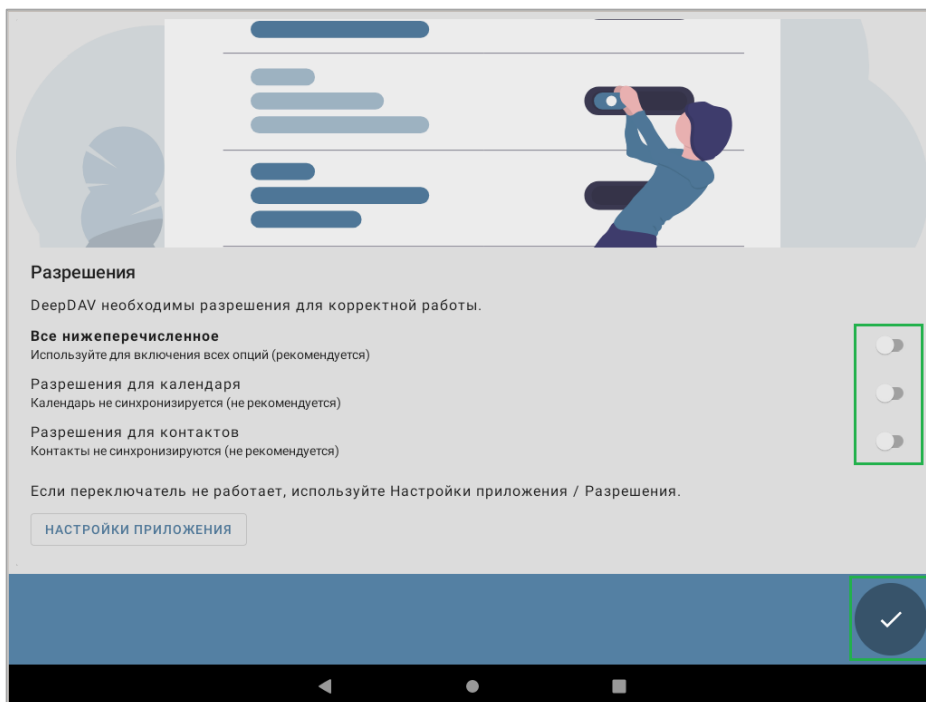 Разрешения
DeepDAV необходимы разрешения для корректной работы.
Все нижеперечисленное
Используйте для включения всех опций (рекомендуется)
Разрешения для календаря
Календарь не синхронизируется (не рекомендуется)
Разрешения для контактов
Контакты не синхронизируются (не рекомендуется)
Если переключатель не работает, используйте Настройки приложения / Разрешения.
НАСТРОЙКИ ПРИЛОЖЕНИЯ